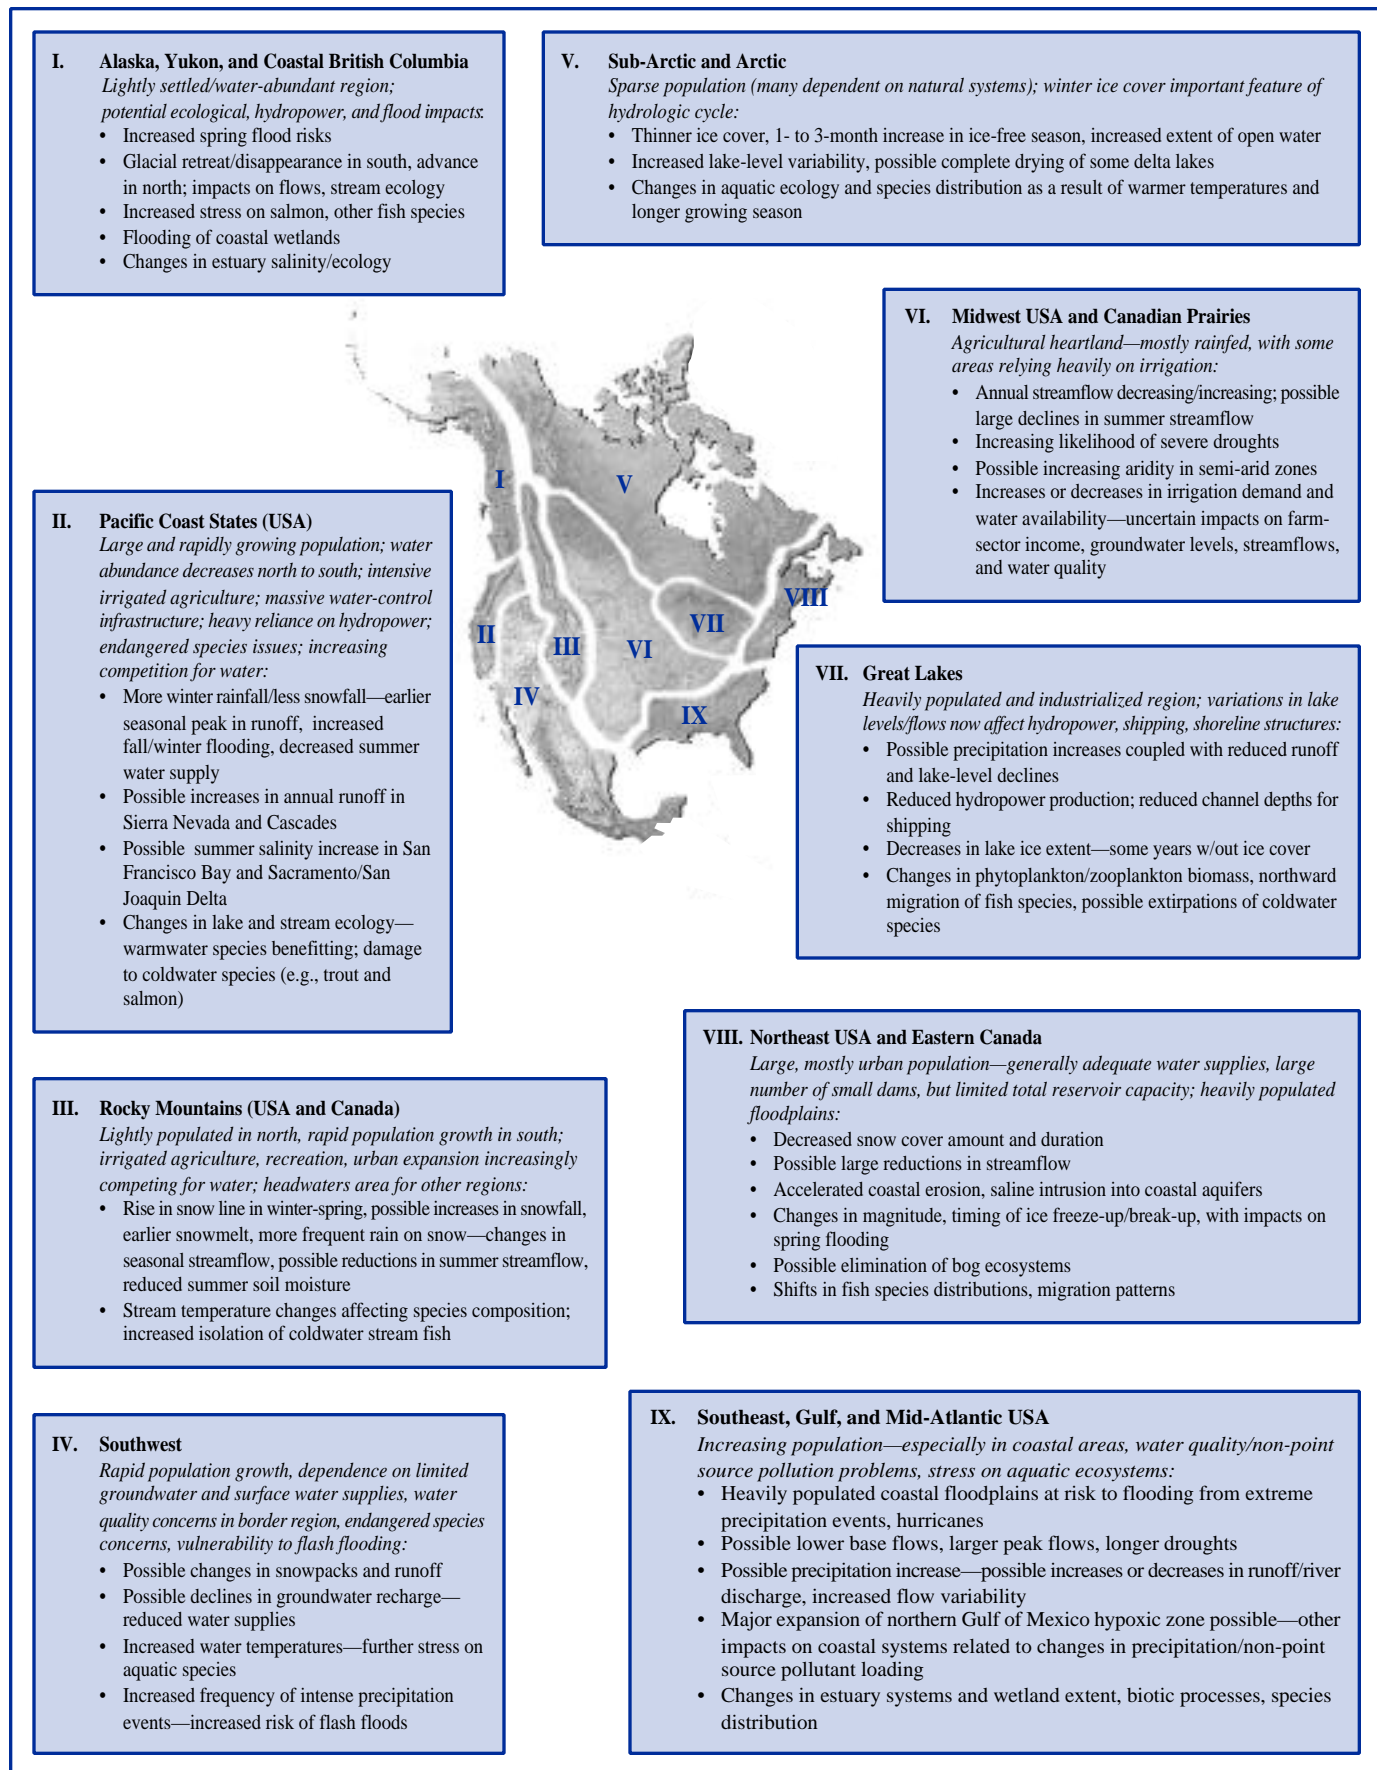 I. Alaska, Yukon, and Coastal British Columbia
Lightly settled/water-abundant region;
potential ecological, hydropower, and flood impacts:
• Increased spring flood risks
• Glacial retreat/disappearance in south, advance
in north; impacts on flows, stream ecology
• Increased stress on salmon, other fish species
• Flooding of coastal wetlands
• Changes in estuary salinity/ecology
V. Sub-Arctic and Arctic
Sparse population (many dependent on natural systems); winter ice cover important feature of
hydrologic cycle:
• Thinner ice cover, 1- to 3-month increase in ice-free season, increased extent of open water
• Increased lake-level variability, possible complete drying of some delta lakes
• Changes in aquatic ecology and species distribution as a result of warmer temperatures and
longer growing season
VI. Midwest USA and Canadian Prairies
Agricultural heartland—mostly rainfed, with some
areas relying heavily on irrigation:
• Annual streamflow decreasing/increasing; possible
large declines in summer streamflow
• Increasing likelihood of severe droughts
• Possible increasing aridity in semi-arid zones
• Increases or decreases in irrigation demand and
water availability—uncertain impacts on farm-
sector income, groundwater levels, streamflows,
and water quality
I
V
II
III
IV
VI
VII
VIII
IX
II. Pacific Coast States (USA)
Large and rapidly growing population; water
abundance decreases north to south; intensive
irrigated agriculture; massive water-control
infrastructure; heavy reliance on hydropower;
endangered species issues; increasing
competition for water:
• More winter rainfall/less snowfall—earlier
seasonal peak in runoff, increased
fall/winter flooding, decreased summer
water supply
• Possible increases in annual runoff in
Sierra Nevada and Cascades
• Possible summer salinity increase in San
Francisco Bay and Sacramento/San
Joaquin Delta
• Changes in lake and stream ecology—
warmwater species benefitting; damage
to coldwater species (e.g., trout and
salmon)
VII. Great Lakes
Heavily populated and industrialized region; variations in lake
levels/flows now affect hydropower, shipping, shoreline structures:
• Possible precipitation increases coupled with reduced runoff
and lake-level declines
• Reduced hydropower production; reduced channel depths for
shipping
• Decreases in lake ice extent—some years w/out ice cover
• Changes in phytoplankton/zooplankton biomass, northward
migration of fish species, possible extirpations of coldwater
species
VIII. Northeast USA and Eastern Canada
Large, mostly urban population—generally adequate water supplies, large
number of small dams, but limited total reservoir capacity; heavily populated
floodplains:
• Decreased snow cover amount and duration
• Possible large reductions in streamflow
• Accelerated coastal erosion, saline intrusion into coastal aquifers
• Changes in magnitude, timing of ice freeze-up/break-up, with impacts on
spring flooding
• Possible elimination of bog ecosystems
• Shifts in fish species distributions, migration patterns
III. Rocky Mountains (USA and Canada)
Lightly populated in north, rapid population growth in south;
irrigated agriculture, recreation, urban expansion increasingly
competing for water; headwaters area for other regions:
• Rise in snow line in winter-spring, possible increases in snowfall,
earlier snowmelt, more frequent rain on snow—changes in
seasonal streamflow, possible reductions in summer streamflow,
reduced summer soil moisture
• Stream temperature changes affecting species composition;
increased isolation of coldwater stream fish
IV. Southwest
Rapid population growth, dependence on limited
groundwater and surface water supplies, water
quality concerns in border region, endangered species
concerns, vulnerability to flash flooding:
• Possible changes in snowpacks and runoff
• Possible declines in groundwater recharge—
reduced water supplies
• Increased water temperatures—further stress on
aquatic species
• Increased frequency of intense precipitation
events—increased risk of flash floods
IX. Southeast, Gulf, and Mid-Atlantic USA
Increasing population—especially in coastal areas, water quality/non-point
source pollution problems, stress on aquatic ecosystems:
• Heavily populated coastal floodplains at risk to flooding from extreme
precipitation events, hurricanes
• Possible lower base flows, larger peak flows, longer droughts
• Possible precipitation increase—possible increases or decreases in runoff/river
discharge, increased flow variability
• Major expansion of northern Gulf of Mexico hypoxic zone possible—other
impacts on coastal systems related to changes in precipitation/non-point
source pollutant loading
• Changes in estuary systems and wetland extent, biotic processes, species
distribution